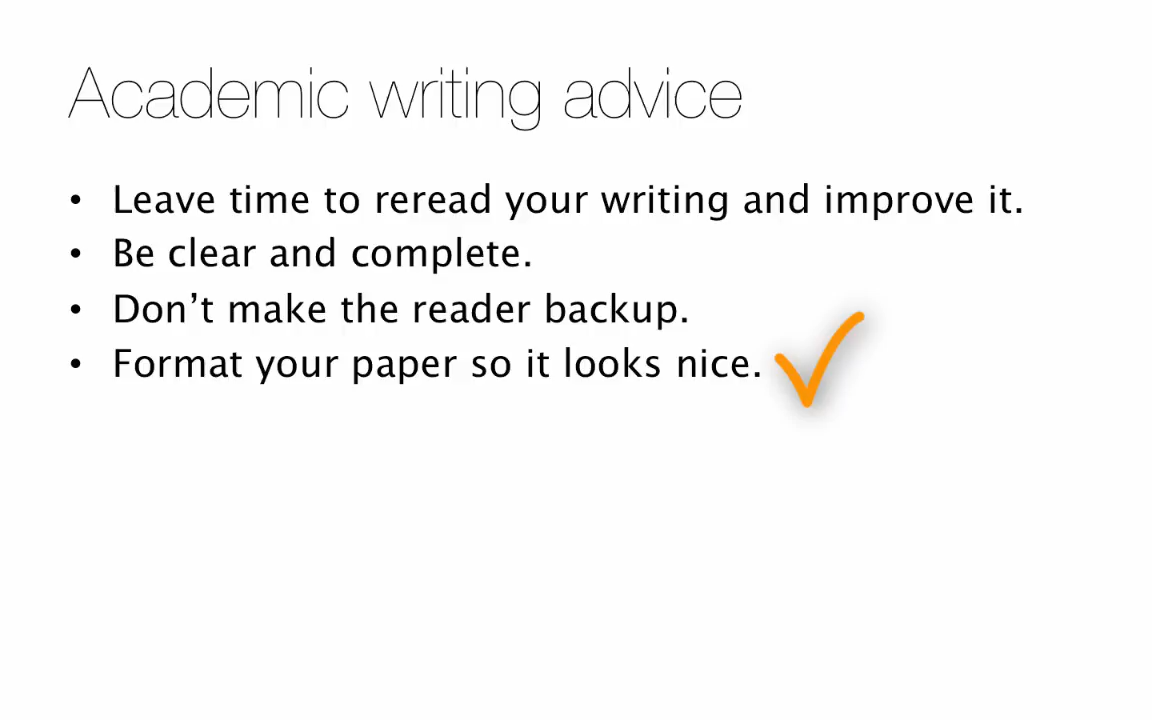 Academic writing advice
• Leave time to reread your writing and improve it.
• Be clear and complete.
• Don’t make the reader backup.
• Format your paper so it looks nice.